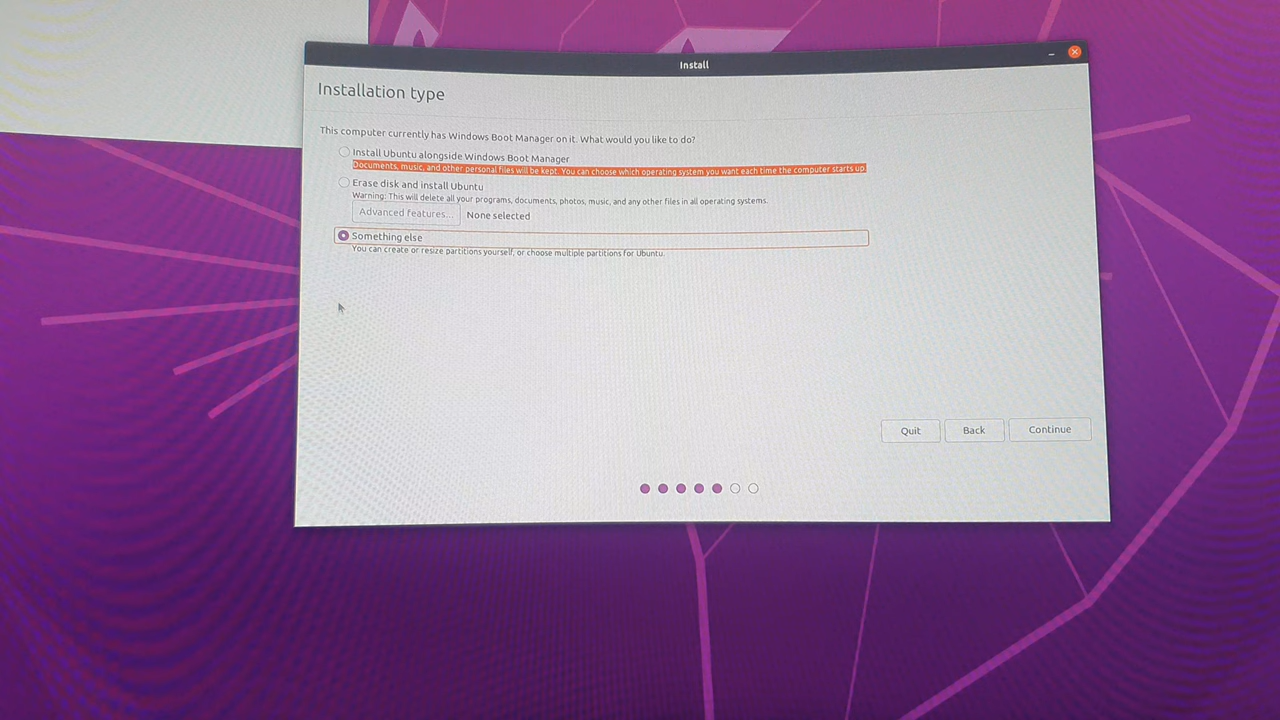 Install
Installation type
This computer currently has Windows Boot Manager on it. What would you like to do?
Install Ubuntu alongside Windows Boot Manager
Documents, music, and other personal files will be kept. You can choose which operating system you want each time the computer starts up.
Erase disk and install Ubuntu
Warning: This will delete all your programs, documents, photos, music, and any other files in all operating systems.
Advanced features... None selected
Something else
You can create or resize partitions yourself, or choose multiple partitions for Ubuntu.
Quit Back Continue